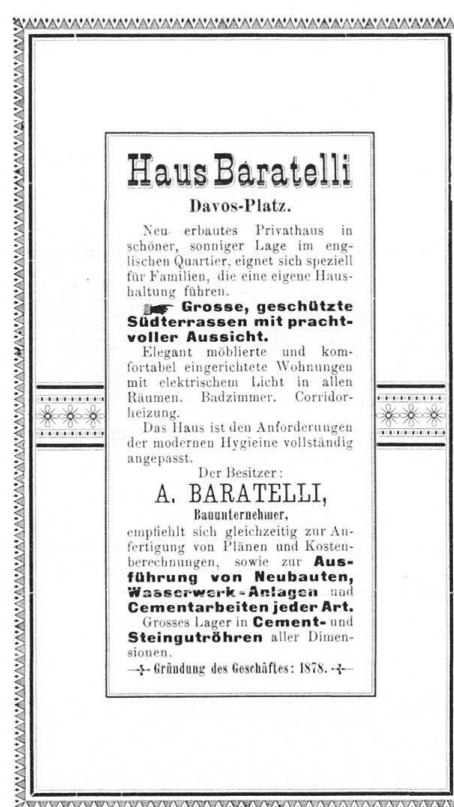 Haus Baratelli
Davos-Platz.
Neu erbautes Privathaus in
schöner, sonniger Lage im eng-
lischen Quartier, eignet sich speziell
für Familien, die eine eigene Haus-
haltung führen.
☛ Grosse, geschützte
Südterrassen mit pracht-
voller Aussicht.
Elegant möblierte und kom-
fortabel eingerichtete Wohnungen
mit elektrischem Licht in allen
Räumen. Badzimmer. Corridor-
heizung.
Das Haus ist den Anforderungen
der modernen Hygieine vollständig
angepasst.
Der Besitzer:
A. BARATELLI,
Bauunternehmer,
empfiehlt sich gleichzeitig zur An-
fertigung von Plänen und Kosten-
berechnungen, sowie zur Aus-
führung von Neubauten,
Wasserwerk-Anlagen und
Cementarbeiten jeder Art.
Grosses Lager in Cement- und
Steingutröhren aller Dimen-
sionen.
Gründung des Geschäftes: 1878.